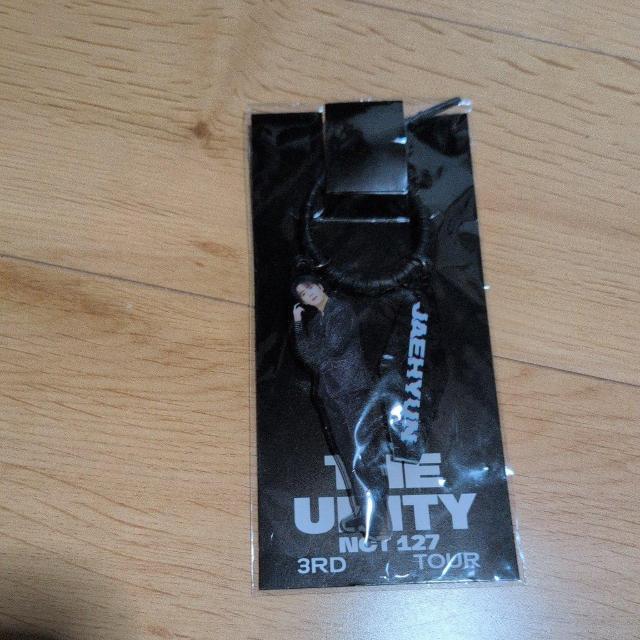 JAEHYUN
THE
UNITY
NCT 127
3RD TOUR